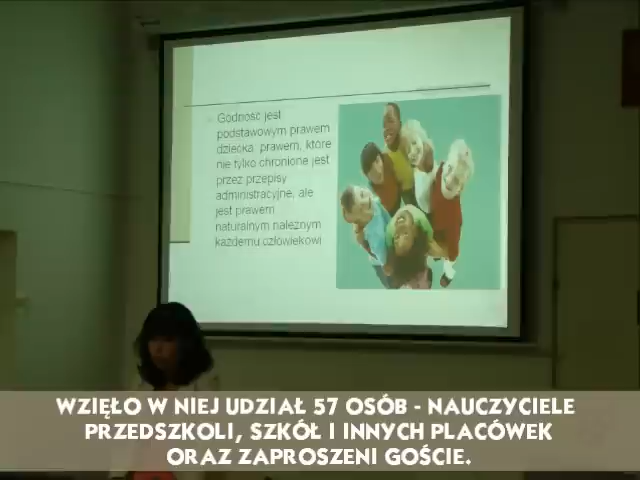 Godność jest
podstawowym prawem
dziecka, prawem, które
nie tylko chronione jest
przez przepisy
administracyjne, ale
jest prawem
naturalnym należnym
każdemu człowiekowi
WZIĘŁO W NIEJ UDZIAŁ 57 OSÓB - NAUCZYCIELE
PRZEDSZKOLI, SZKÓŁ I INNYCH PLACÓWEK
ORAZ ZAPROSZENI GOŚCIE.